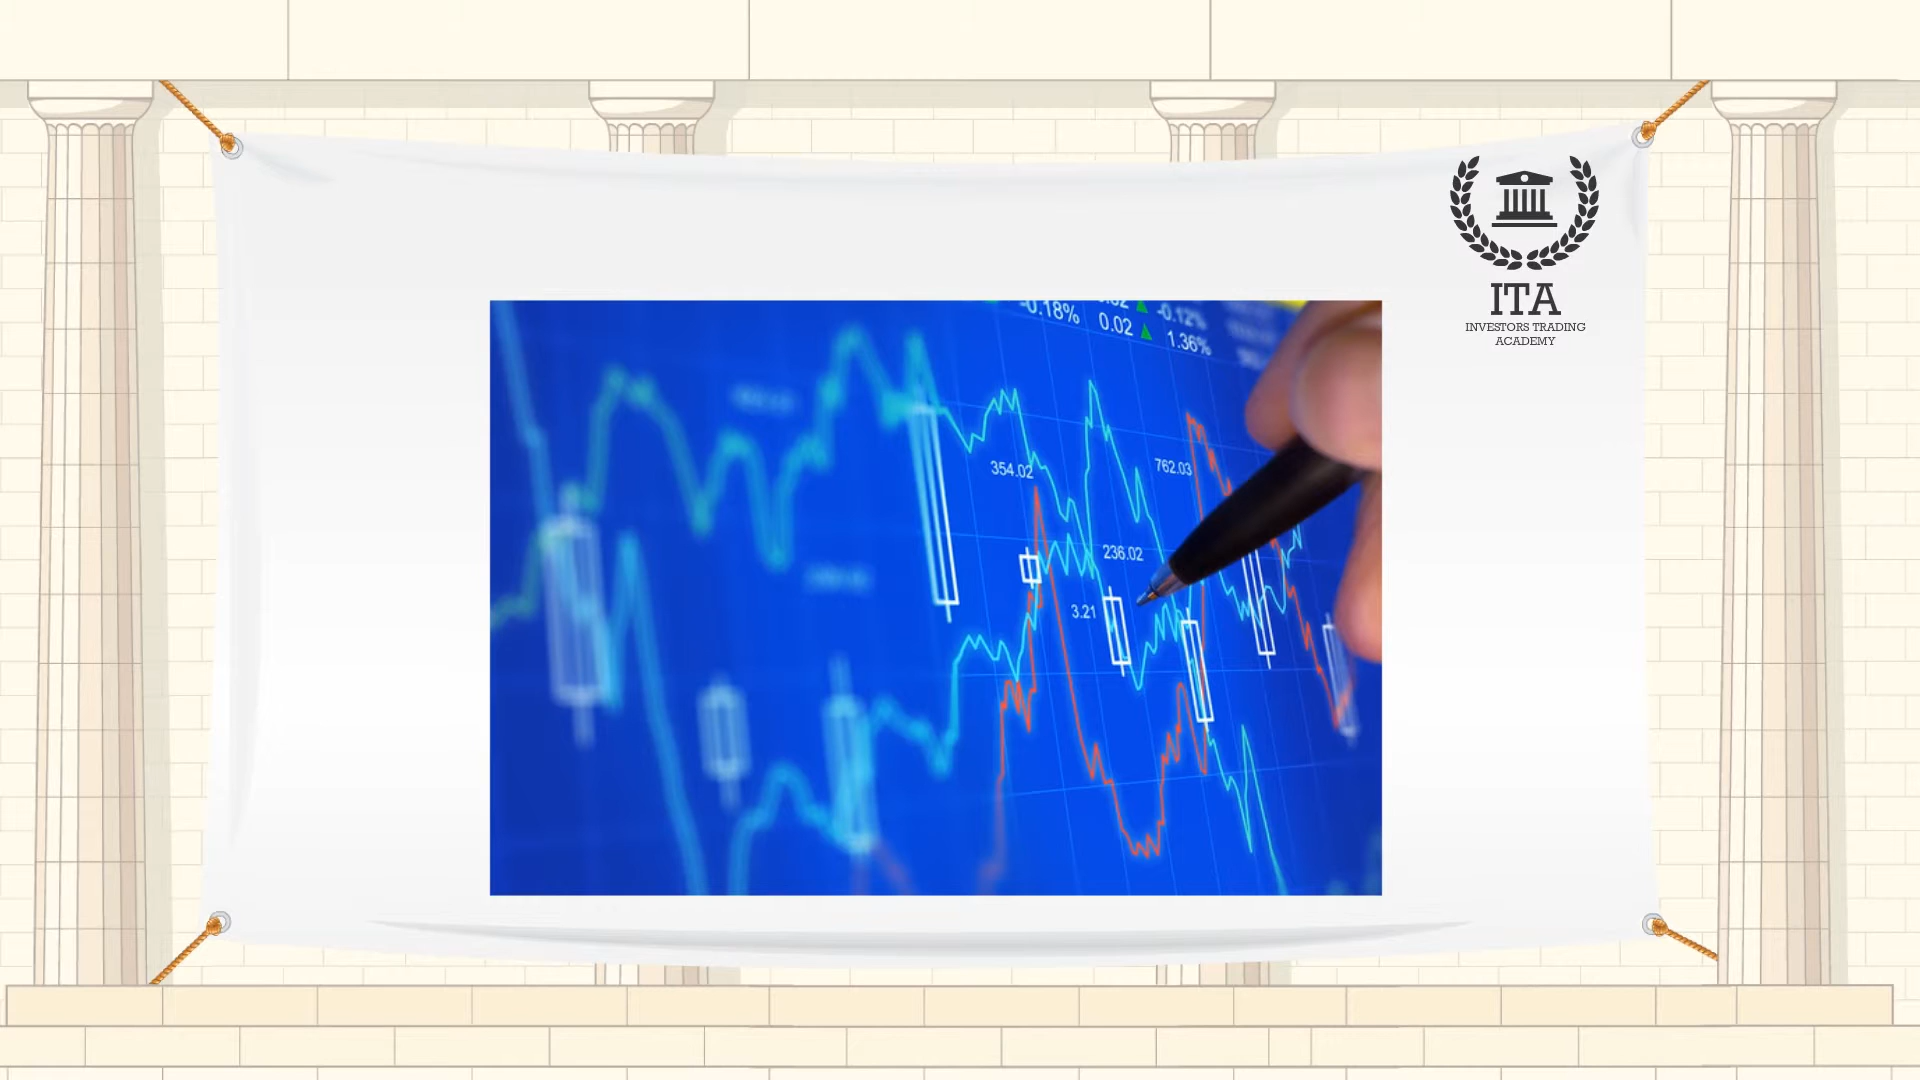 ITA
INVESTORS TRADING
ACADEMY
-0.18%
0.02
-0.12%
1.36%
354.02
762.03
236.02
3.21